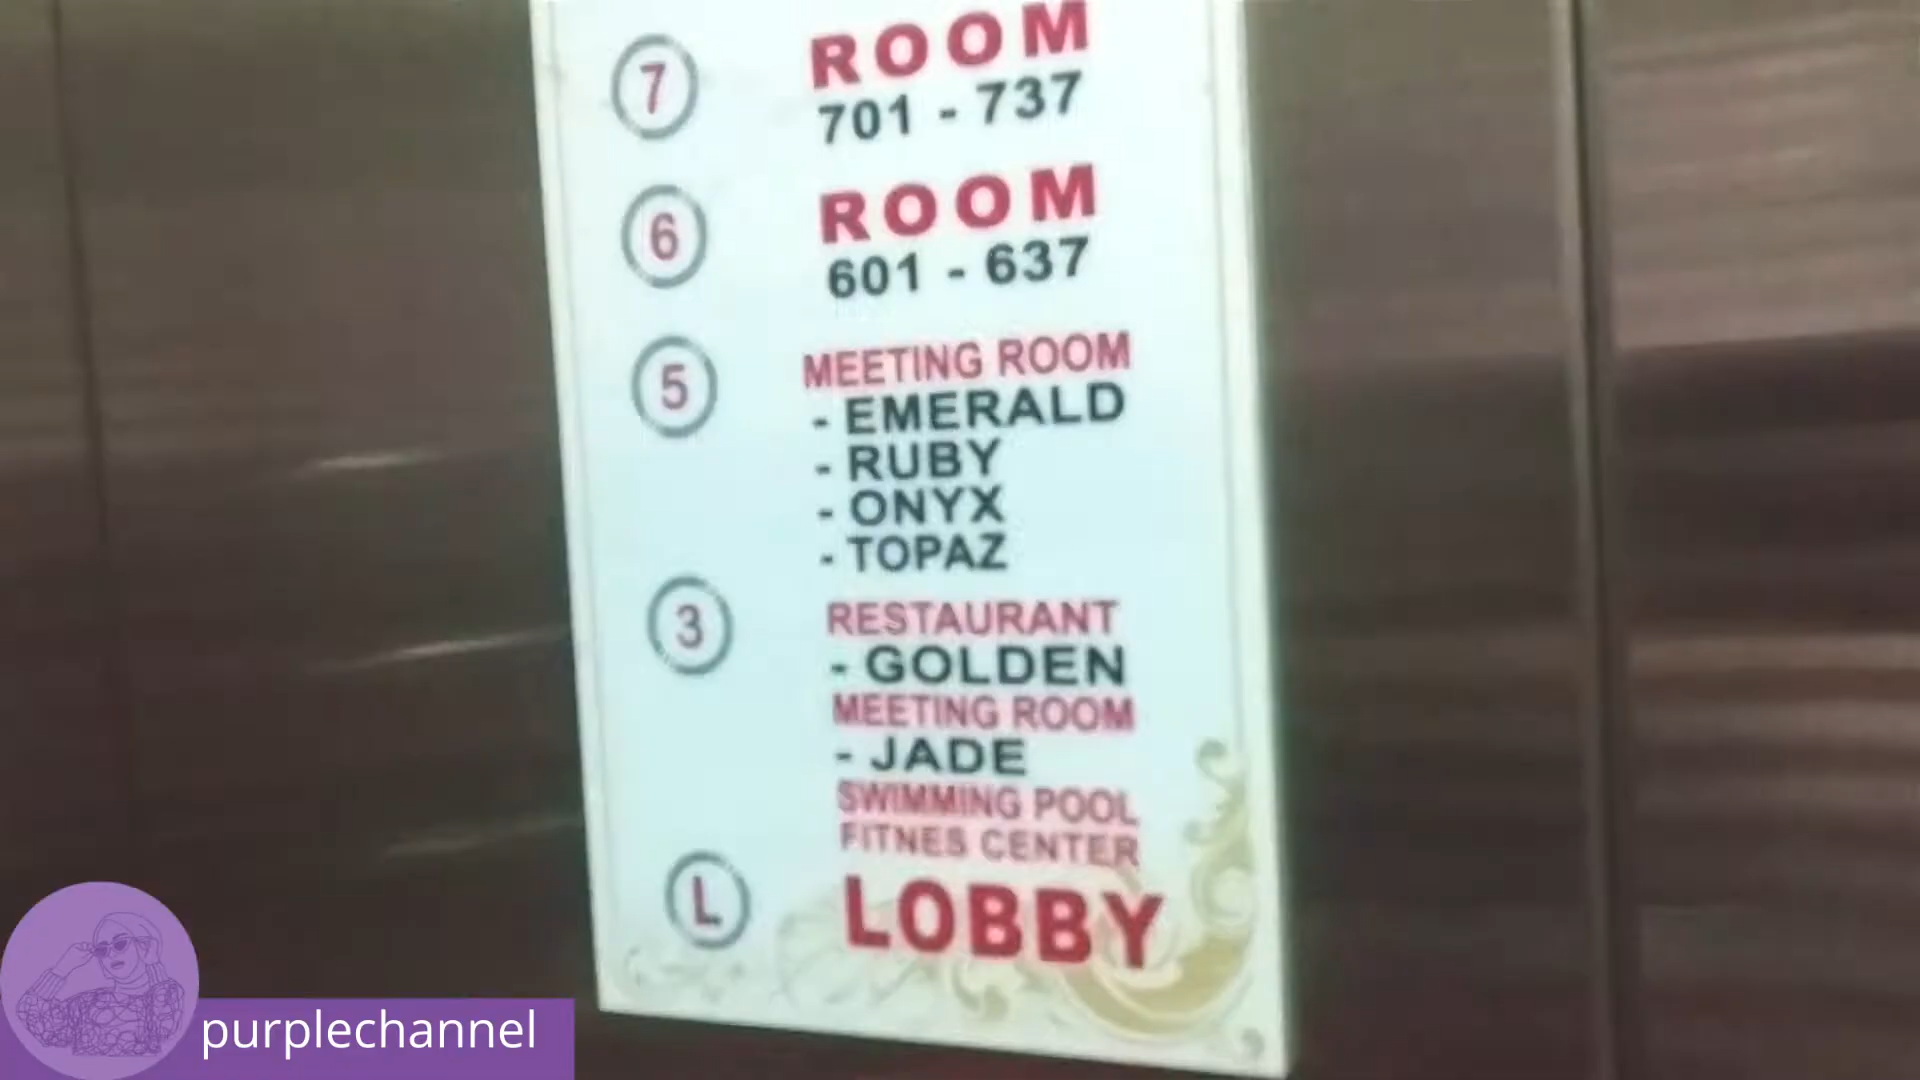 7 ROOM
701 - 737
6 ROOM
601 - 637
5 MEETING ROOM
- EMERALD
- RUBY
- ONYX
- TOPAZ
3 RESTAURANT
- GOLDEN
MEETING ROOM
- JADE
SWIMMING POOL
FITNES CENTER
L LOBBY
purplechannel